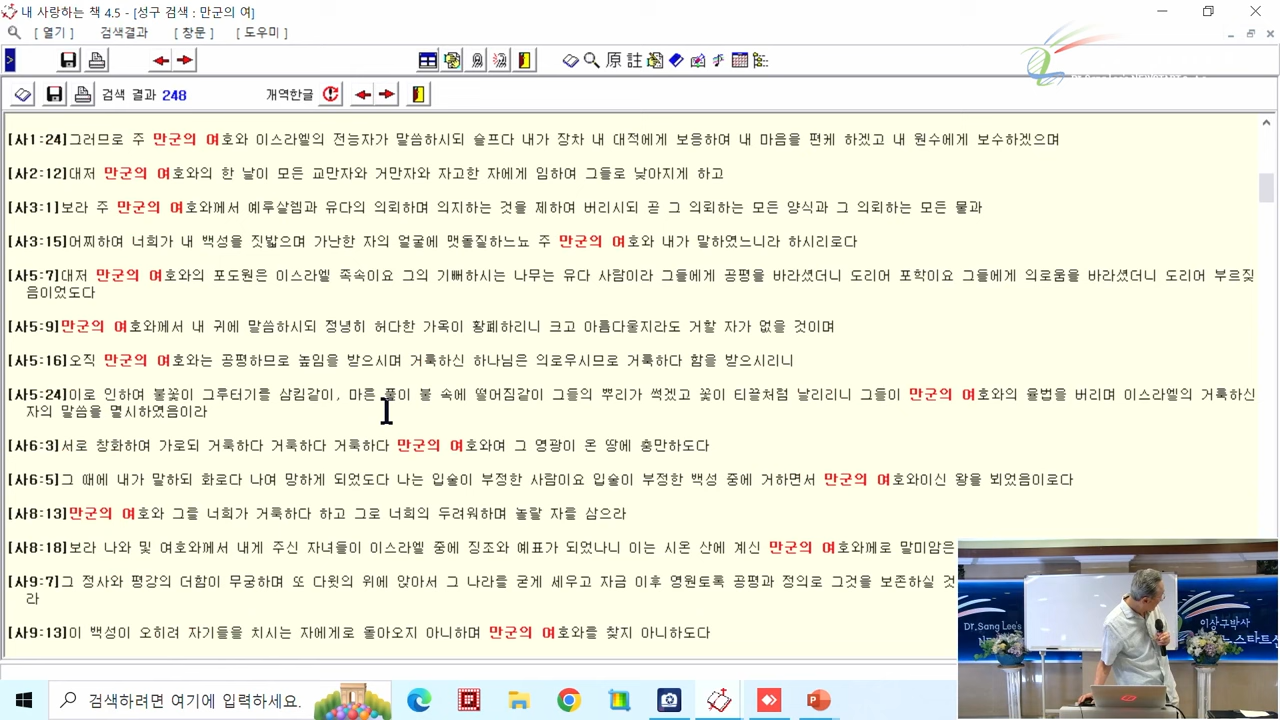 내 사랑하는 책 4.5 - [성구 검색 : 만군의 여]
[ 열기 ] 검색결과 [ 창문 ] [ 도우미 ]
原 註
검색 결과 248 개역한글
[사1:24]그러므로 주 만군의 여호와 이스라엘의 전능자가 말씀하시되 슬프다 내가 장차 내 대적에게 보응하여 내 마음을 편케 하겠고 내 원수에게 보수하겠으며
[사2:12]대저 만군의 여호와의 한 날이 모든 교만자와 거만자와 자고한 자에게 임하여 그들로 낮아지게 하고
[사3:1]보라 주 만군의 여호와께서 예루살렘과 유다의 의뢰하며 의지하는 것을 제하여 버리시되 곧 그 의뢰하는 모든 양식과 그 의뢰하는 모든 물과
[사3:15]어찌하여 너희가 내 백성을 짓밟으며 가난한 자의 얼굴에 맷돌질하느뇨 주 만군의 여호와 내가 말하였느니라 하시리로다
[사5:7]대저 만군의 여호와의 포도원은 이스라엘 족속이요 그의 기뻐하시는 나무는 유다 사람이라 그들에게 공평을 바라셨더니 도리어 포학이요 그들에게 의로움을 바라셨더니 도리어 부르짖
음이었도다
[사5:9]만군의 여호와께서 내 귀에 말씀하시되 정녕히 허다한 가옥이 황폐하리니 크고 아름다울지라도 거할 자가 없을 것이며
[사5:16]오직 만군의 여호와는 공평하므로 높임을 받으시며 거룩하신 하나님은 의로우시므로 거룩하다 함을 받으시리니
[사5:24]이로 인하여 불꽃이 그루터기를 삼킴같이, 마른 풀이 불 속에 떨어짐같이 그들의 뿌리가 썩겠고 꽃이 티끌처럼 날리리니 그들이 만군의 여호와의 율법을 버리며 이스라엘의 거룩하신
자의 말씀을 멸시하였음이라
[사6:3]서로 창화하여 가로되 거룩하다 거룩하다 거룩하다 만군의 여호와여 그 영광이 온 땅에 충만하도다
[사6:5]그 때에 내가 말하되 화로다 나여 망하게 되었도다 나는 입술이 부정한 사람이요 입술이 부정한 백성 중에 거하면서 만군의 여호와이신 왕을 뵈었음이로다
[사8:13]만군의 여호와 그를 너희가 거룩하다 하고 그로 너희의 두려워하며 놀랄 자를 삼으라
[사8:18]보라 나와 및 여호와께서 내게 주신 자녀들이 이스라엘 중에 징조와 예표가 되었나니 이는 시온 산에 계신 만군의 여호와께로 말미암은
[사9:7]그 정사와 평강의 더함이 무궁하며 또 다윗의 위에 앉아서 그 나라를 굳게 세우고 자금 이후 영원토록 공평과 정의로 그것을 보존하실 것
라
[사9:13]이 백성이 오히려 자기들을 치시는 자에게로 돌아오지 아니하며 만군의 여호와를 찾지 아니하도다
Dr.Sang Lee's
이상구박사
검색하려면 여기에 입력하세요.